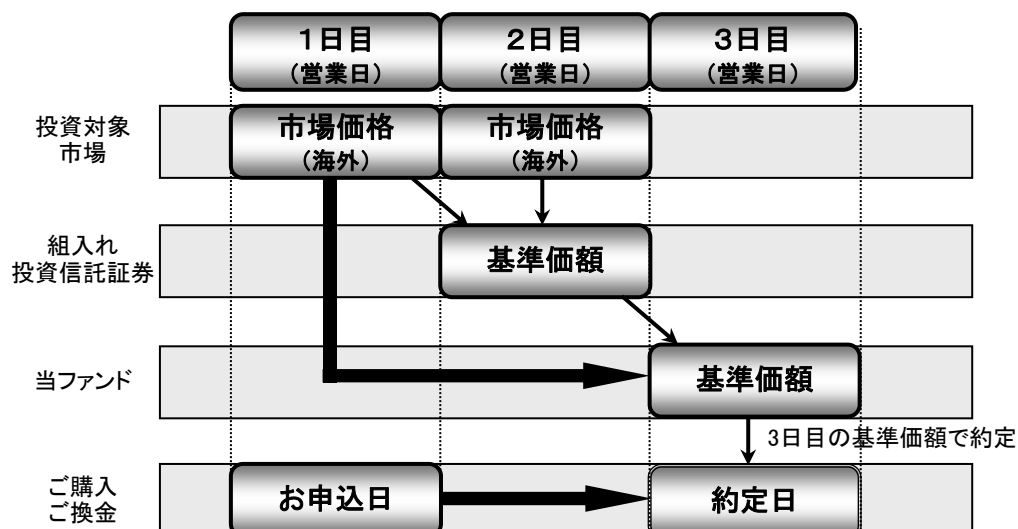 1日目
(営業日)
2日目
(営業日)
3日目
(営業日)
投資対象
市場
市場価格
(海外)
市場価格
(海外)
組入れ
投資信託証券
基準価額
当ファンド
基準価額
3日目の基準価額で約定
ご購入
ご換金
お申込日
約定日